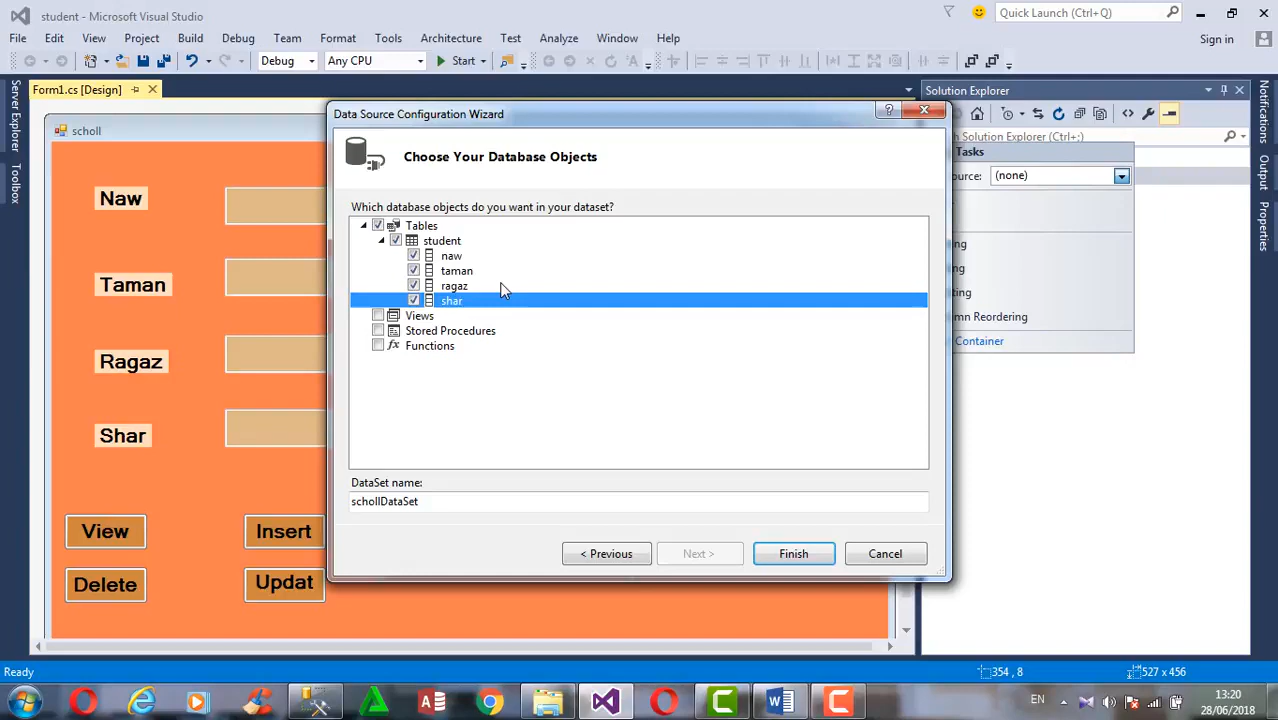 student - Microsoft Visual Studio
Quick Launch (Ctrl+Q)
File Edit View Project Build Debug Team Format Tools Architecture Test Analyze Window Help
Sign in
Debug Any CPU Start
Form1.cs [Design]
Solution Explorer
Server Explorer
Toolbox
Notifications
Output
Properties
scholl
Naw
Taman
Ragaz
Shar
View
Insert
Delete
Updat
Data Source Configuration Wizard
Choose Your Database Objects
Which database objects do you want in your dataset?
Tables
student
naw
taman
ragaz
shar
Views
Stored Procedures
Functions
DataSet name:
schollDataSet
< Previous
Next >
Finish
Cancel
h Solution Explorer (Ctrl+;)
Tasks
ource: (none)
ing
ing
ting
mn Reordering
Container
Ready
354 , 8
527 x 456
EN
13:20
28/06/2018